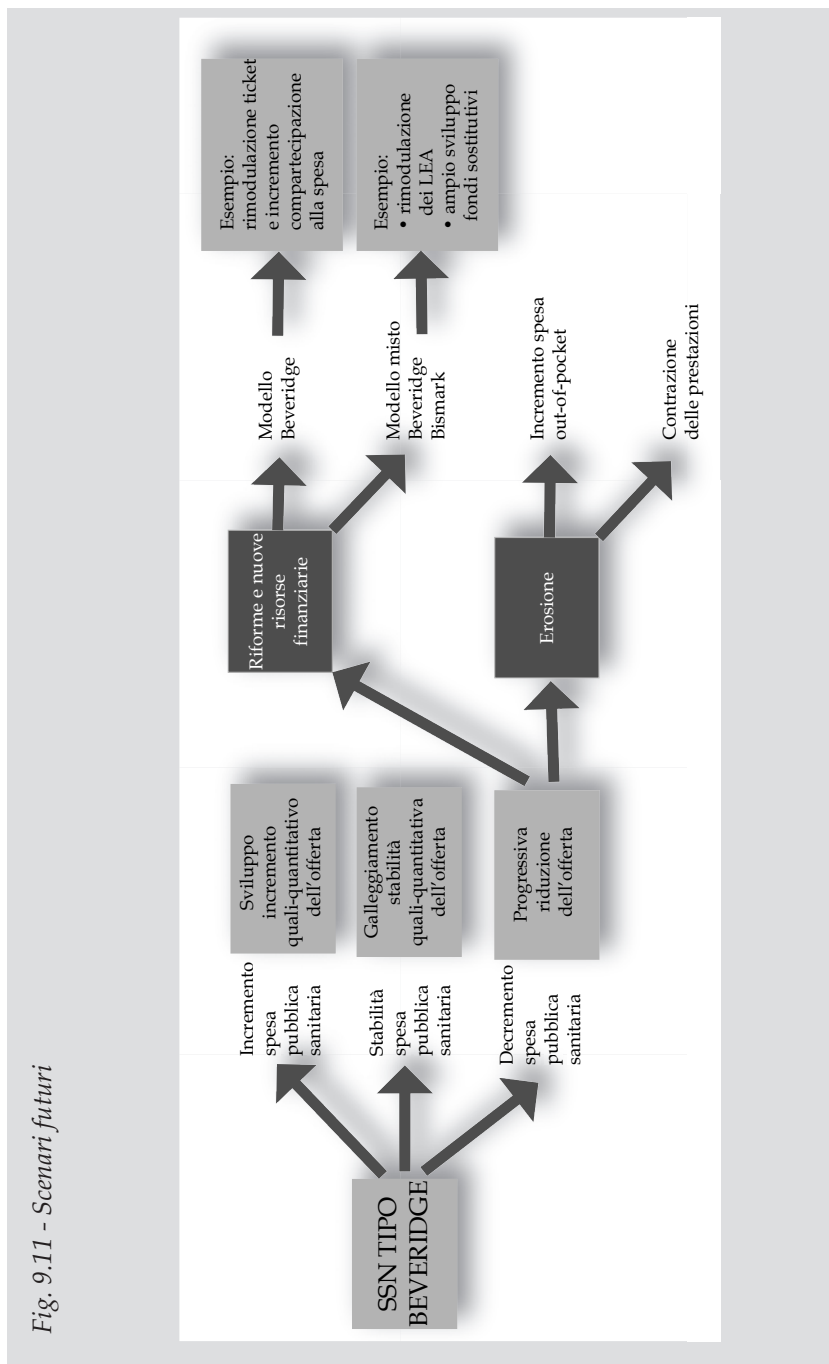 Fig. 9.11 - Scenari futuri
SSN TIPO
BEVERIDGE
Incremento
spesa
pubblica
sanitaria
Stabilità
spesa
pubblica
sanitaria
Decremento
spesa
pubblica
sanitaria
Sviluppo
incremento
quali-quantitativo
dell'offerta
Galleggiamento
stabilità
quali-quantitativa
dell'offerta
Progressiva
riduzione
dell'offerta
Riforme e nuove
risorse
finanziarie
Erosione
Modello
Beveridge
Modello misto
Beveridge
Bismark
Incremento spesa
out-of-pocket
Contrazione
delle prestazioni
Esempio:
rimodulazione ticket
e incremento
compartecipazione
alla spesa
Esempio:
• rimodulazione
dei LEA
• ampio sviluppo
fondi sostitutivi